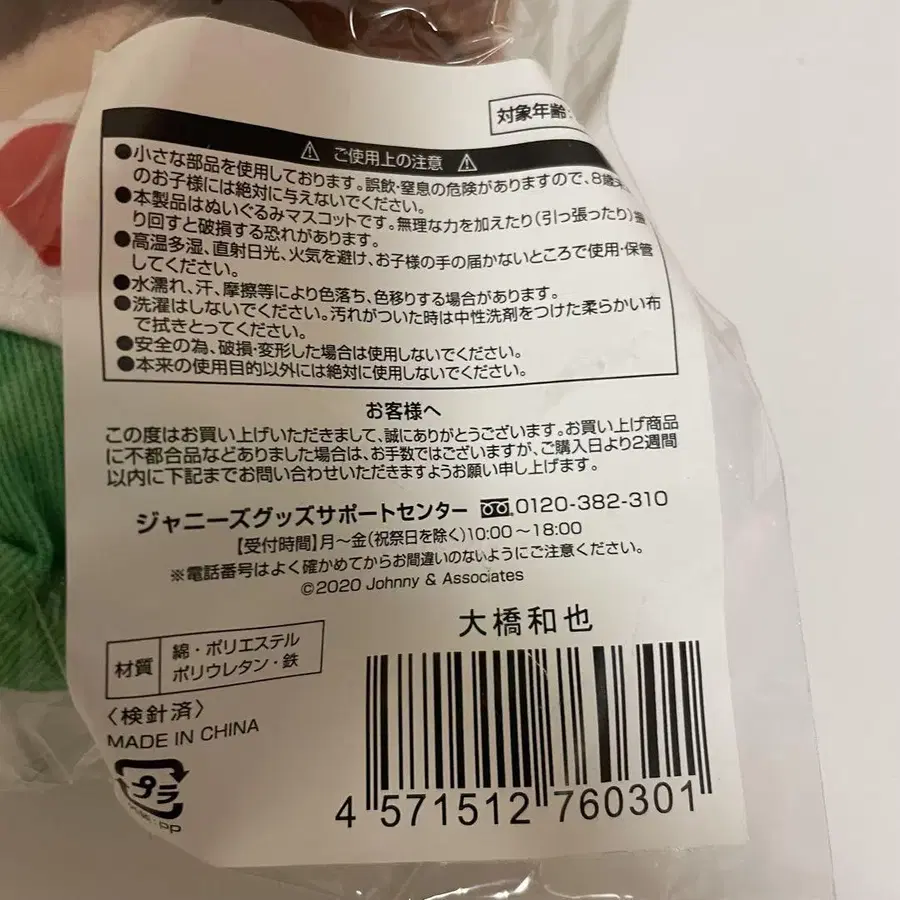 対象年齢:
⚠ ご使用上の注意 ⚠
●小さな部品を使用しております。誤飲・窒息の危険がありますので、8歳未
のお子様には絶対に与えないでください。
●本製品はぬいぐるみマスコットです。無理な力を加えたり(引っ張ったり)
り回すと破損する恐れがあります。
●高温多湿、直射日光、火気を避け、お子様の手の届かないところで使用・保管
してください。
●水濡れ、汗、摩擦等により色落ち、色移りする場合があります。
●洗濯はしないでください。汚れがついた時は中性洗剤をつけた柔らかい布
で拭きとってください。
●安全の為、破損・変形した場合は使用しないでください。
●本来の使用目的以外には絶対に使用しないでください。
お客様へ
この度はお買い上げいただきまして、誠にありがとうございます。お買い上げ商品
に不都合品などありました場合は、お手数ではございますが、ご購入日より2週間
以内に下記までお問い合わせいただきますようお願い申し上げます。
ジャニーズグッズサポートセンター 0120-382-310
【受付時間】月〜金(祝祭日を除く)10:00〜18:00
※電話番号はよく確かめてからお間違いのないようにご注意ください。
©2020 Johnny & Associates
大橋和也
材質 綿・ポリエステル
ポリウレタン・鉄
〈検針済〉
MADE IN CHINA
プラ
PP
4 571512 760301